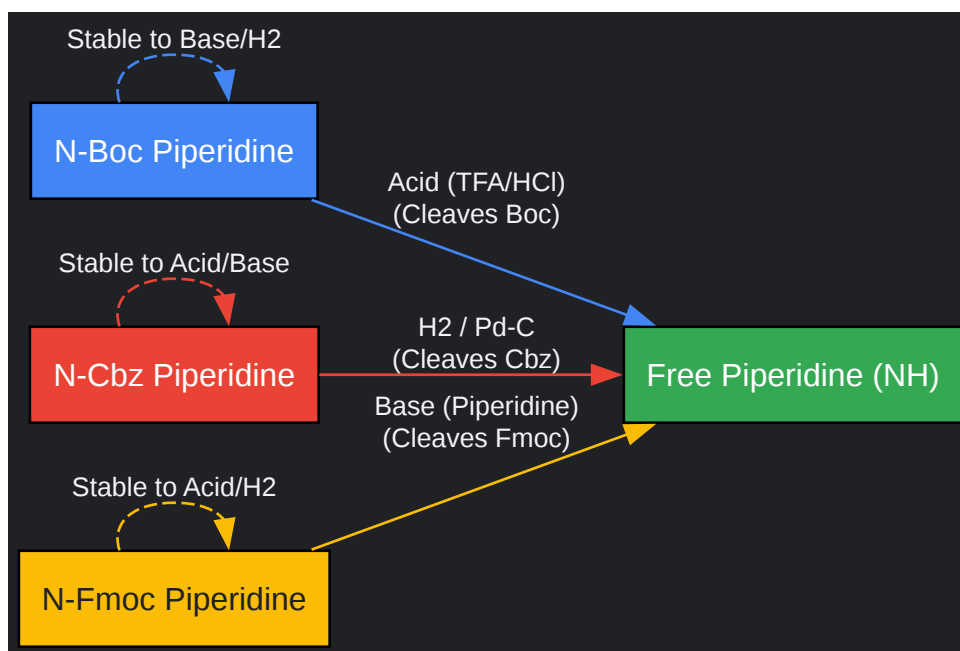 Stable to Base/H2
N-Boc Piperidine
Acid (TFA/HCl)
(Cleaves Boc)
Stable to Acid/Base
N-Cbz Piperidine
H2 / Pd-C
(Cleaves Cbz)
Free Piperidine (NH)
Base (Piperidine)
(Cleaves Fmoc)
Stable to Acid/H2
N-Fmoc Piperidine